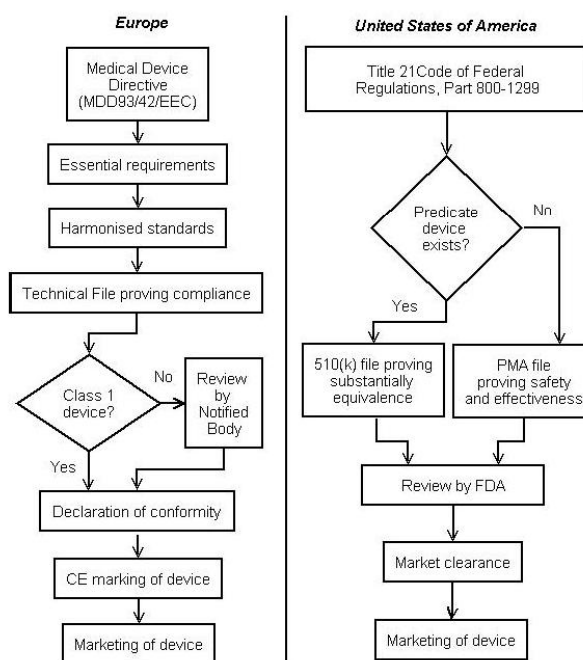 Europe
Medical Device
Directive
(MDD93/42/EEC)
Essential requirements
Harmonised standards
Technical File proving compliance
Class 1
device?
No
Review
by
Notified
Body
Yes
Declaration of conformity
CE marking of device
Marketing of device
United States of America
Title 21Code of Federal
Regulations, Part 800-1299
Predicate
device
exists?
Nn
Yes
510(k) file proving
substantially
equivalence
PMA file
proving safety
and effectiveness
Review by FDA
Market clearance
Marketing of device